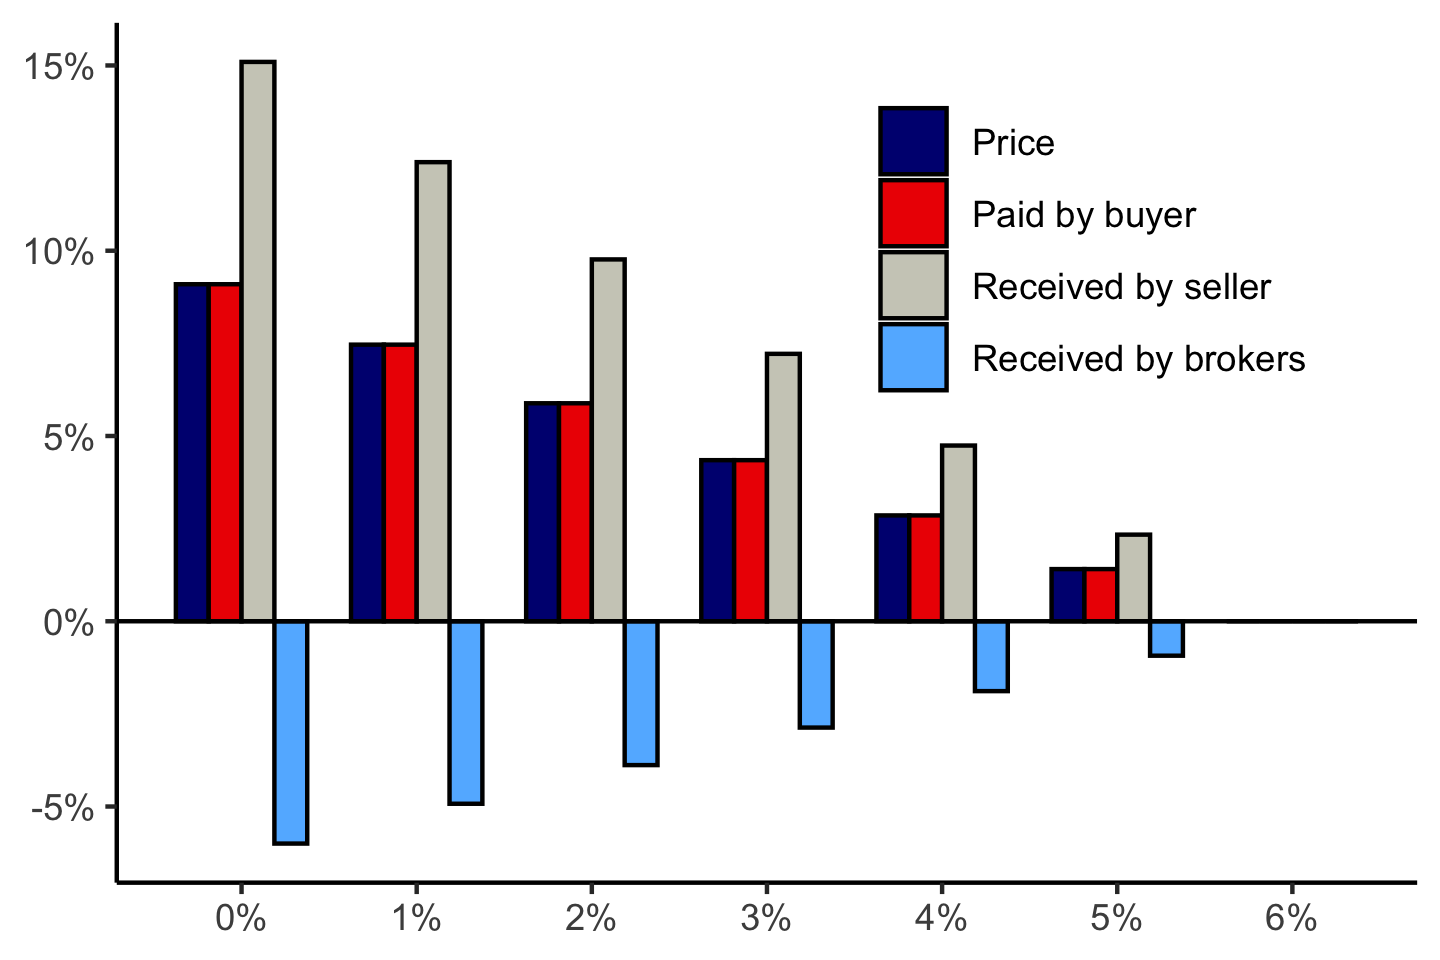 15%
10%
5%
0%
-5%
Price
Paid by buyer
Received by seller
Received by brokers
0% 1% 2% 3% 4% 5% 6%